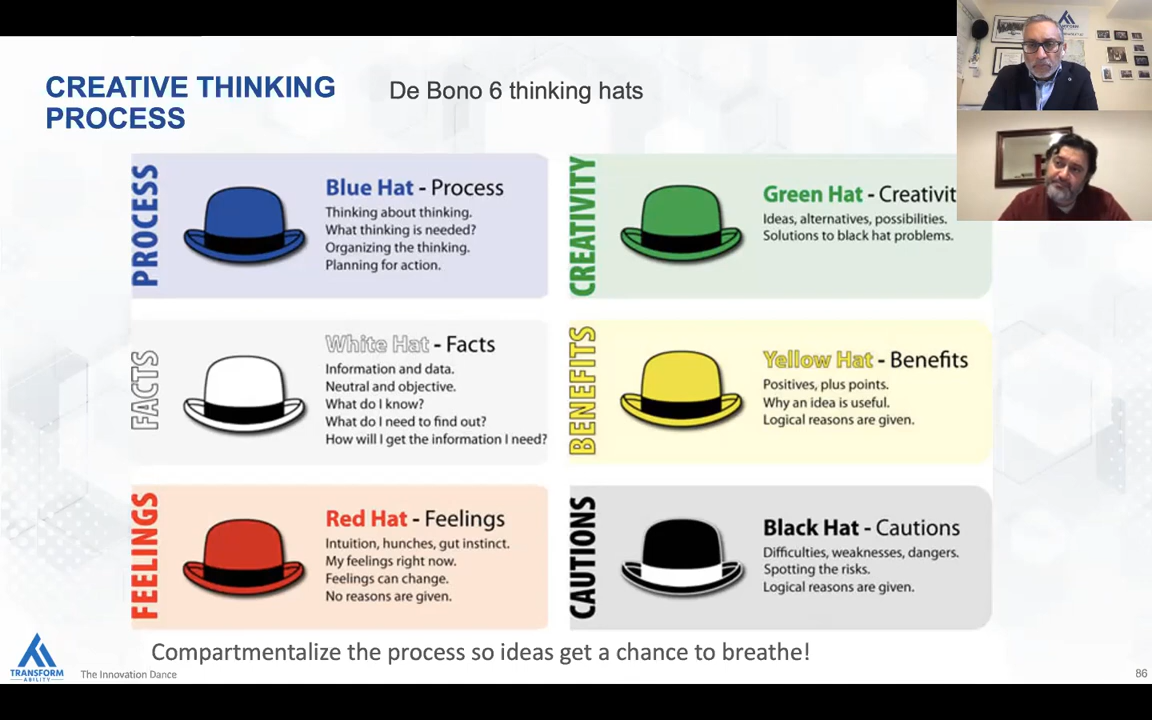 CREATIVE THINKING
PROCESS
De Bono 6 thinking hats
PROCESS
Blue Hat - Process
Thinking about thinking.
What thinking is needed?
Organizing the thinking.
Planning for action.
CREATIVITY
Green Hat - Creativit
Ideas, alternatives, possibilities.
Solutions to black hat problems.
FACTS
White Hat - Facts
Information and data.
Neutral and objective.
What do I know?
What do I need to find out?
How will I get the information I need?
BENEFITS
Yellow Hat - Benefits
Positives, plus points.
Why an idea is useful.
Logical reasons are given.
FEELINGS
Red Hat - Feelings
Intuition, hunches, gut instinct.
My feelings right now.
Feelings can change.
No reasons are given.
CAUTIONS
Black Hat - Cautions
Difficulties, weaknesses, dangers.
Spotting the risks.
Logical reasons are given.
Compartmentalize the process so ideas get a chance to breathe!
TRANSFORM
ABILITY
The Innovation Dance
86